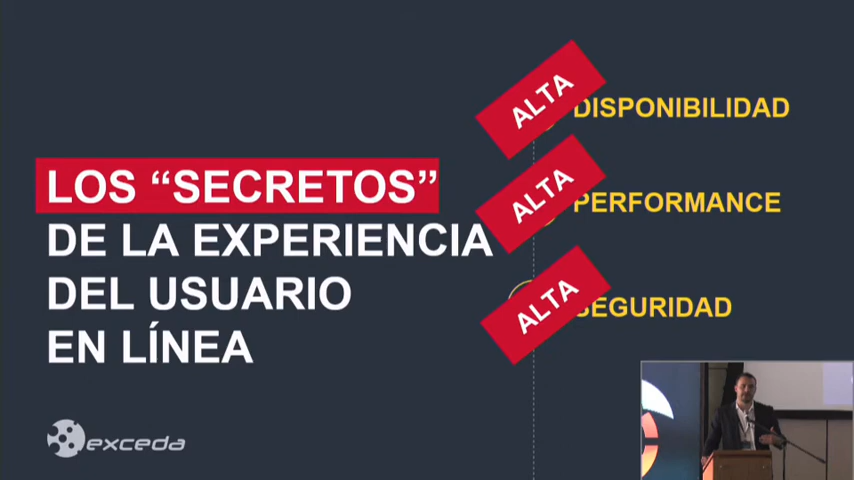 LOS “SECRETOS”
DE LA EXPERIENCIA
DEL USUARIO
EN LÍNEA
ALTA
DISPONIBILIDAD
ALTA
PERFORMANCE
ALTA
SEGURIDAD
exceda